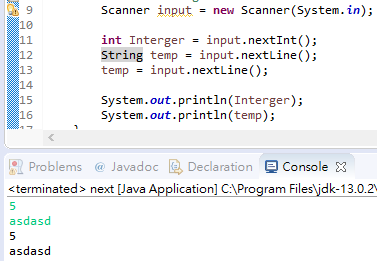 9 Scanner input = new Scanner(System.in);
10
11 int Interger = input.nextInt();
12 String temp = input.nextLine();
13 temp = input.nextLine();
14
15 System.out.println(Interger);
16 System.out.println(temp);
17 }
Problems @ Javadoc Declaration Console
<terminated> next [Java Application] C:\Program Files\jdk-13.0.2\
5
asdasd
5
asdasd